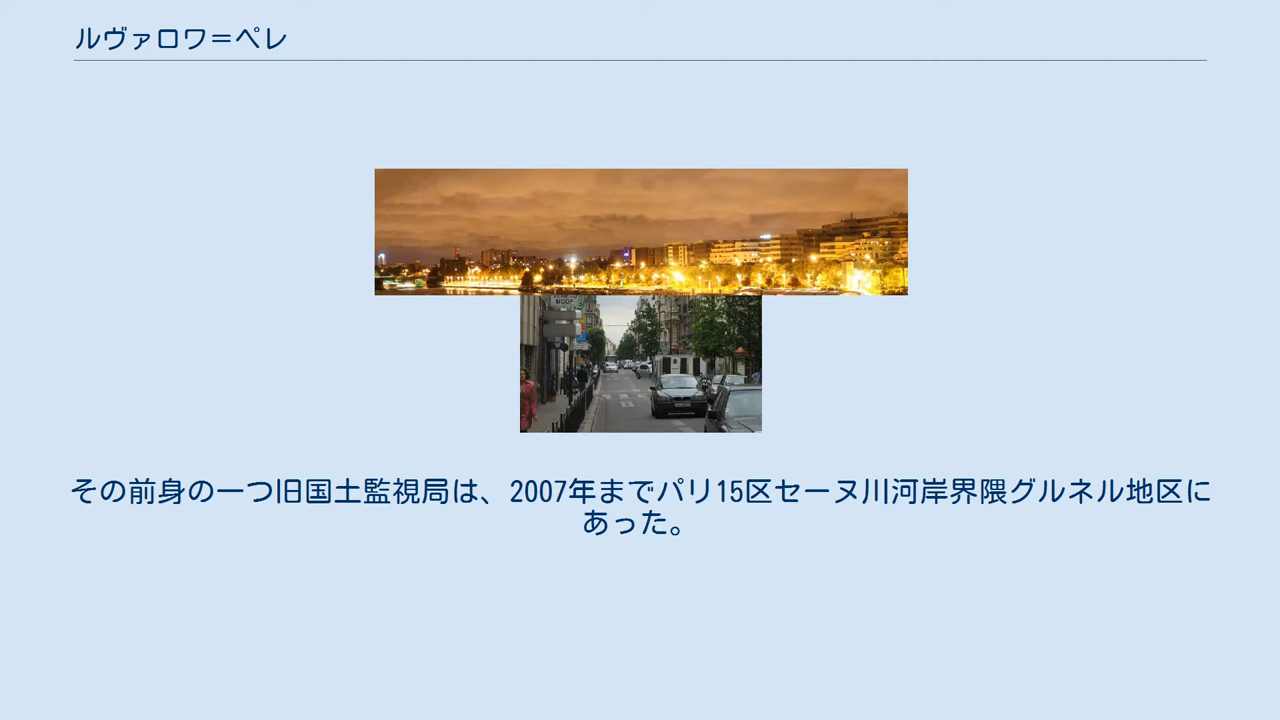 ルヴァロワ＝ペレ
その前身の一つ旧国土監視局は、2007年までパリ15区セーヌ川河岸界隈グルネル地区に
あった。